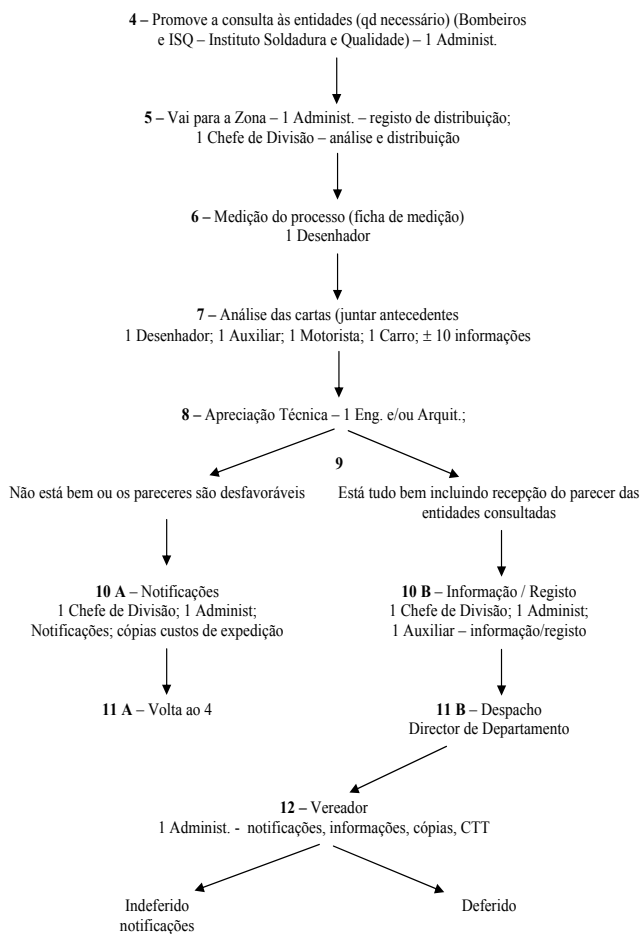 4 – Promove a consulta às entidades (qd necessário) (Bombeiros
e ISQ – Instituto Soldadura e Qualidade) – 1 Administ.
5 – Vai para a Zona – 1 Administ. – registo de distribuição;
1 Chefe de Divisão – análise e distribuição
6 – Medição do processo (ficha de medição)
1 Desenhador
7 – Análise das cartas (juntar antecedentes
1 Desenhador; 1 Auxiliar; 1 Motorista; 1 Carro; ± 10 informações
8 – Apreciação Técnica – 1 Eng. e/ou Arquit.;
9
Não está bem ou os pareceres são desfavoráveis
Está tudo bem incluindo recepção do parecer das
entidades consultadas
10 A – Notificações
1 Chefe de Divisão; 1 Administ;
Notificações; cópias custos de expedição
10 B – Informação / Registo
1 Chefe de Divisão; 1 Administ;
1 Auxiliar – informação/registo
11 A – Volta ao 4
11 B – Despacho
Director de Departamento
12 – Vereador
1 Administ. - notificações, informações, cópias, CTT
Indeferido
notificações
Deferido